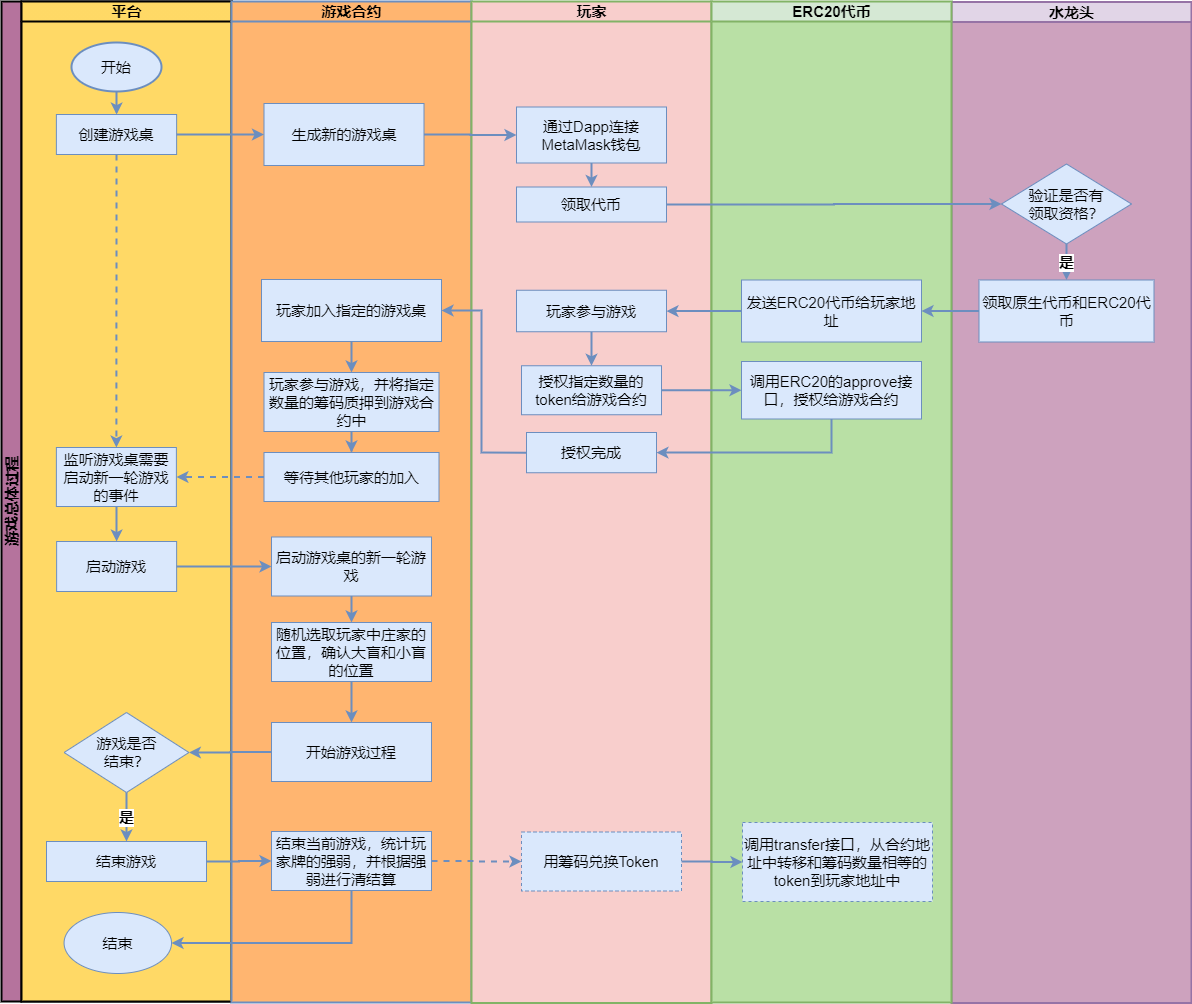 平台
游戏合约
玩家
ERC20代币
水龙头
游戏总体过程
开始
创建游戏桌
生成新的游戏桌
通过Dapp连接
MetaMask钱包
领取代币
验证是否有
领取资格?
是
领取原生代币和ERC20代
币
发送ERC20代币给玩家地
址
玩家参与游戏
玩家加入指定的游戏桌
授权指定数量的
token给游戏合约
调用ERC20的approve接
口，授权给游戏合约
授权完成
玩家参与游戏，并将指定
数量的筹码质押到游戏合
约中
等待其他玩家的加入
监听游戏桌需要
启动新一轮游戏
的事件
启动游戏
启动游戏桌的新一轮游
戏
随机选取玩家中庄家的
位置，确认大盲和小盲
的位置
开始游戏过程
游戏是否
结束?
是
结束游戏
结束当前游戏，统计玩
家牌的强弱，并根据强
弱进行清结算
用筹码兑换Token
调用transfer接口，从合约地
址中转移和筹码数量相等的
token到玩家地址中
结束